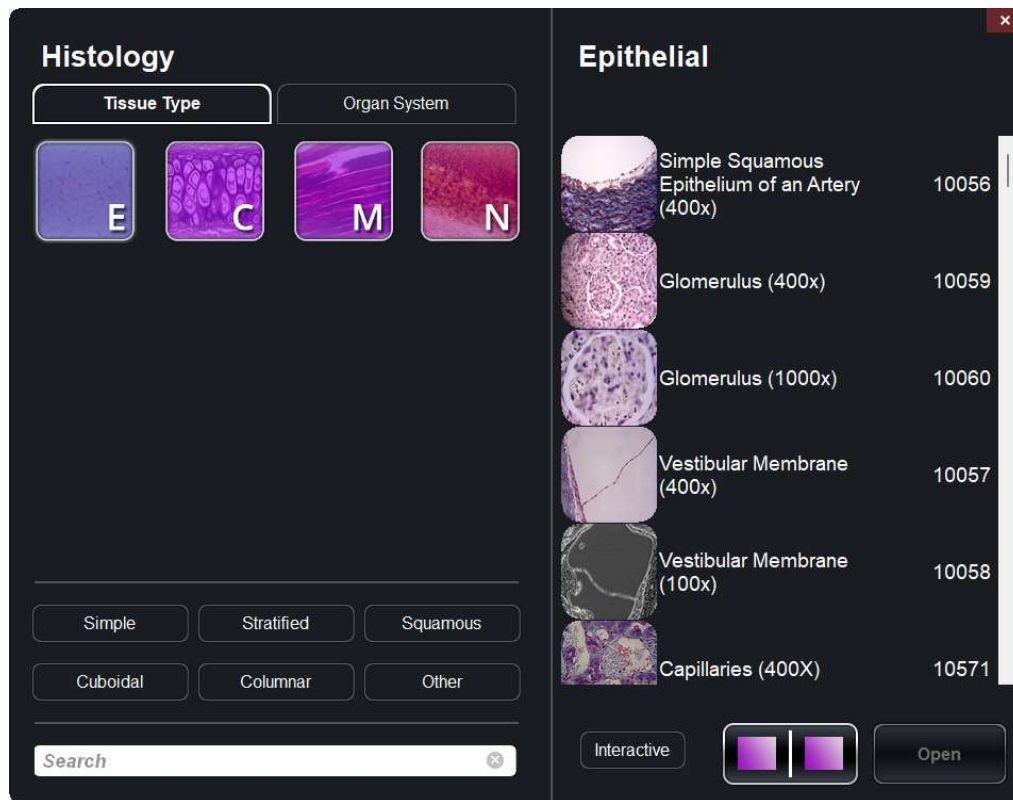 Histology
Tissue Type
Organ System
E
C
M
N
Simple
Stratified
Squamous
Cuboidal
Columnar
Other
Search
Epithelial
Simple Squamous
Epithelium of an Artery
(400x)
10056
Glomerulus (400x)
10059
Glomerulus (1000x)
10060
Vestibular Membrane
(400x)
10057
Vestibular Membrane
(100x)
10058
Capillaries (400X)
10571
Interactive
Open